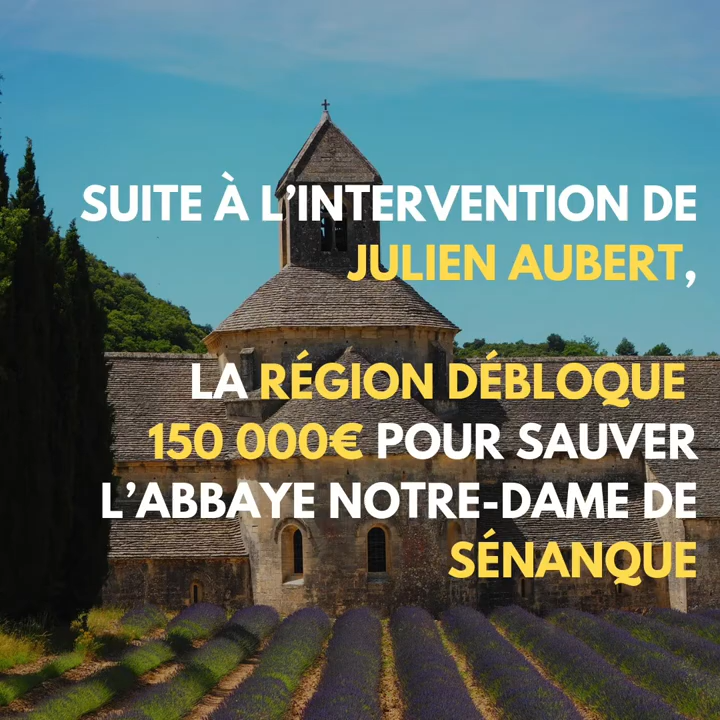 SUITE À L'INTERVENTION DE
JULIEN AUBERT,
LA RÉGION DÉBLOQUE
150 000€ POUR SAUVER
L'ABBAYE NOTRE-DAME DE
SÉNANQUE